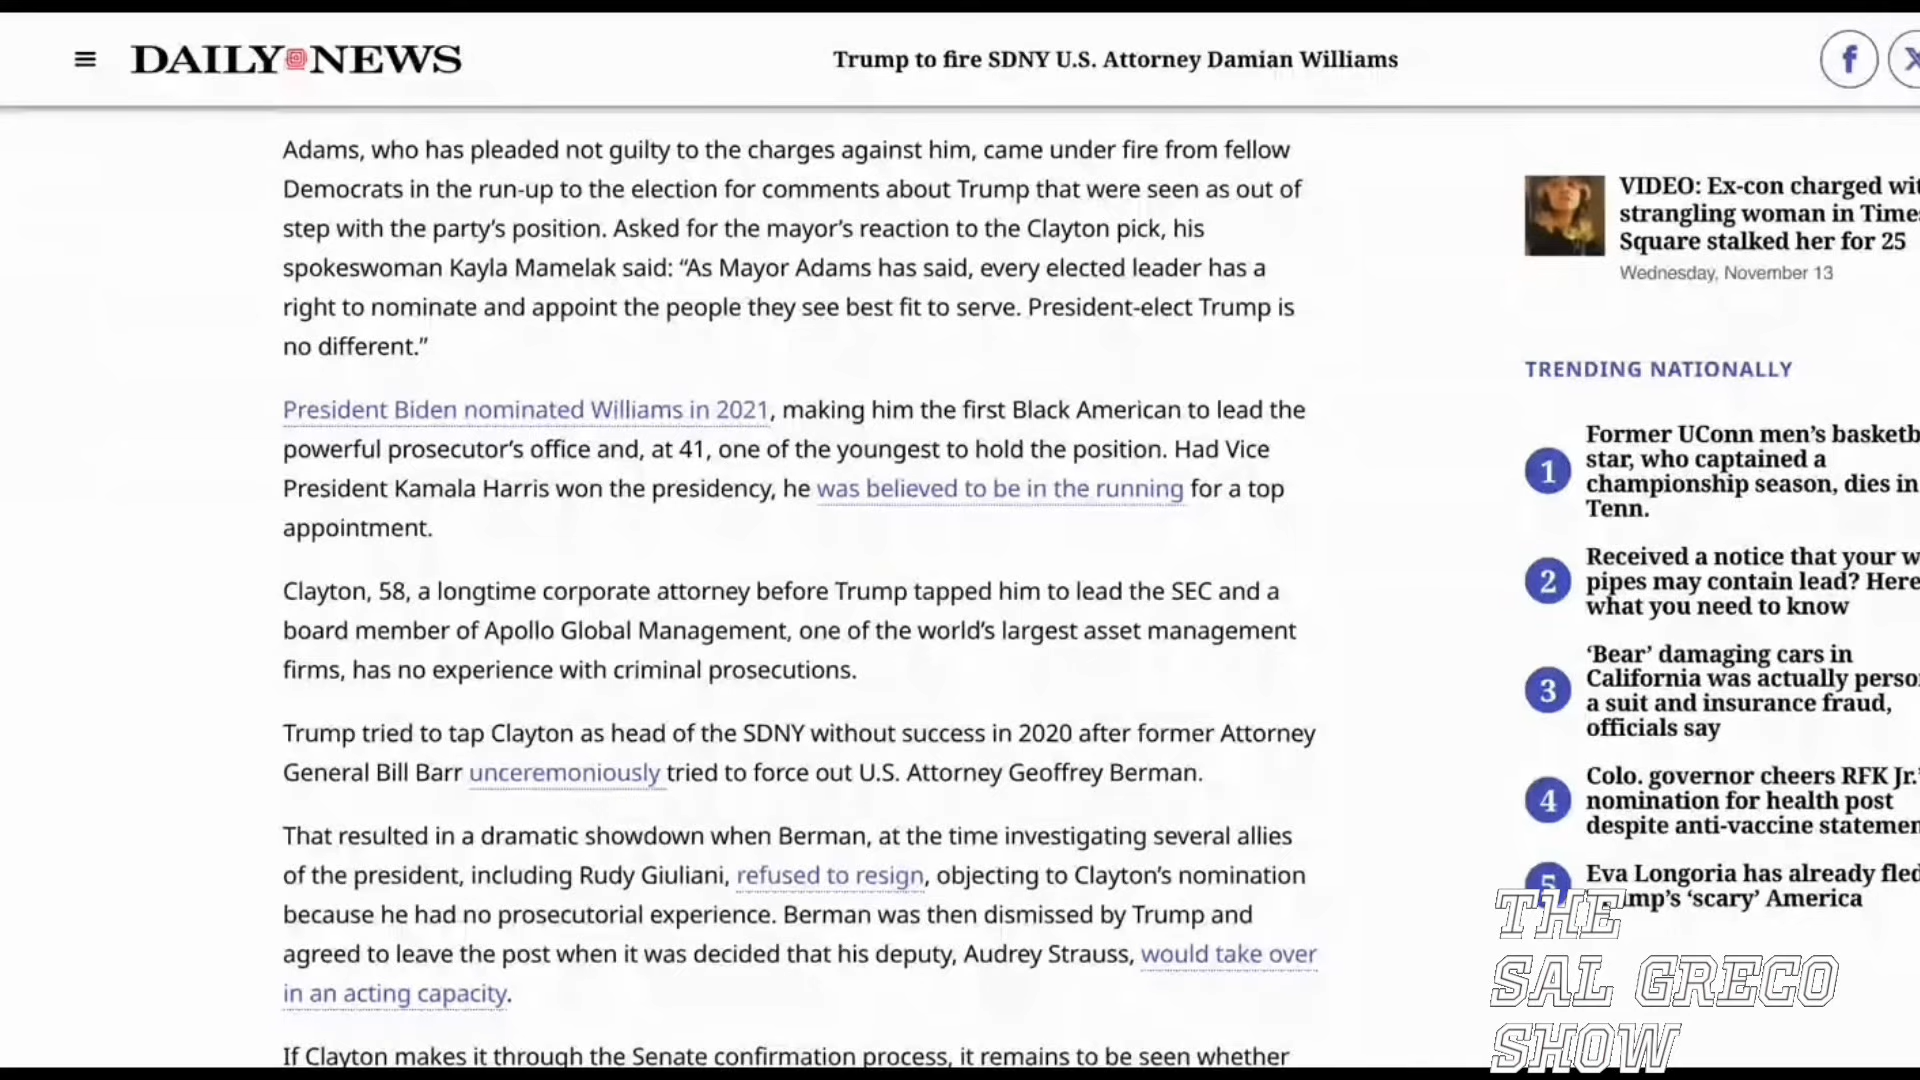 DAILY NEWS
Trump to fire SDNY U.S. Attorney Damian Williams
Adams, who has pleaded not guilty to the charges against him, came under fire from fellow
Democrats in the run-up to the election for comments about Trump that were seen as out of
step with the party’s position. Asked for the mayor’s reaction to the Clayton pick, his
spokeswoman Kayla Mamelak said: “As Mayor Adams has said, every elected leader has a
right to nominate and appoint the people they see best fit to serve. President-elect Trump is
no different.”
President Biden nominated Williams in 2021, making him the first Black American to lead the
powerful prosecutor’s office and, at 41, one of the youngest to hold the position. Had Vice
President Kamala Harris won the presidency, he was believed to be in the running for a top
appointment.
Clayton, 58, a longtime corporate attorney before Trump tapped him to lead the SEC and a
board member of Apollo Global Management, one of the world’s largest asset management
firms, has no experience with criminal prosecutions.
Trump tried to tap Clayton as head of the SDNY without success in 2020 after former Attorney
General Bill Barr unceremoniously tried to force out U.S. Attorney Geoffrey Berman.
That resulted in a dramatic showdown when Berman, at the time investigating several allies
of the president, including Rudy Giuliani, refused to resign, objecting to Clayton’s nomination
because he had no prosecutorial experience. Berman was then dismissed by Trump and
agreed to leave the post when it was decided that his deputy, Audrey Strauss, would take over
in an acting capacity.
If Clayton makes it through the Senate confirmation process, it remains to be seen whether
VIDEO: Ex-con charged
strangling woman in
Square stalked her for 25
Wednesday, November 13
TRENDING NATIONALLY
1
Former UConn men’s
star, who captained a
championship season, dies in
Tenn.
2
Received a notice that your
pipes may contain lead? Here
what you need to know
3
‘Bear’ damaging cars in
California was actually
a suit and insurance fraud,
officials say
4
Colo. governor cheers RFK Jr.’
nomination for health post
despite anti-vaccine
5
Eva Longoria has already fled
‘scary’ America
THE
SAL GRECO
SHOW